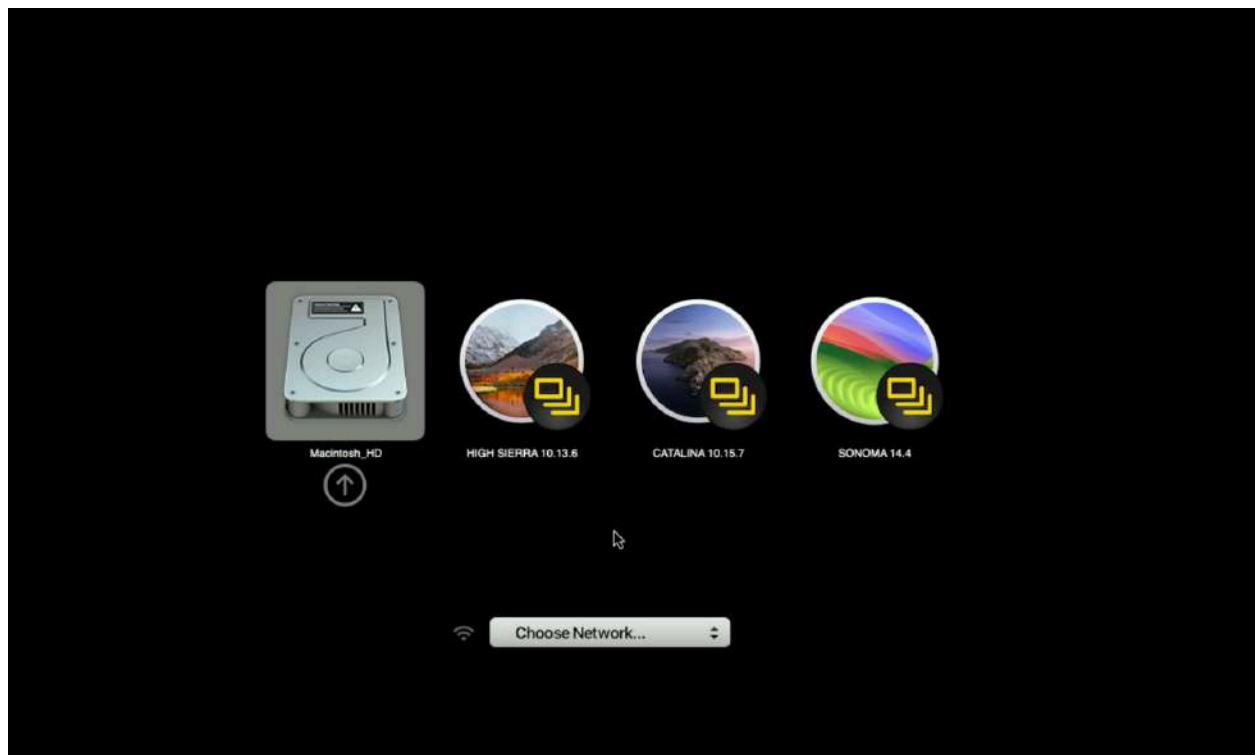 Macintosh_HD
HIGH SIERRA 10.13.6
CATALINA 10.15.7
SONOMA 14.4
Choose Network...